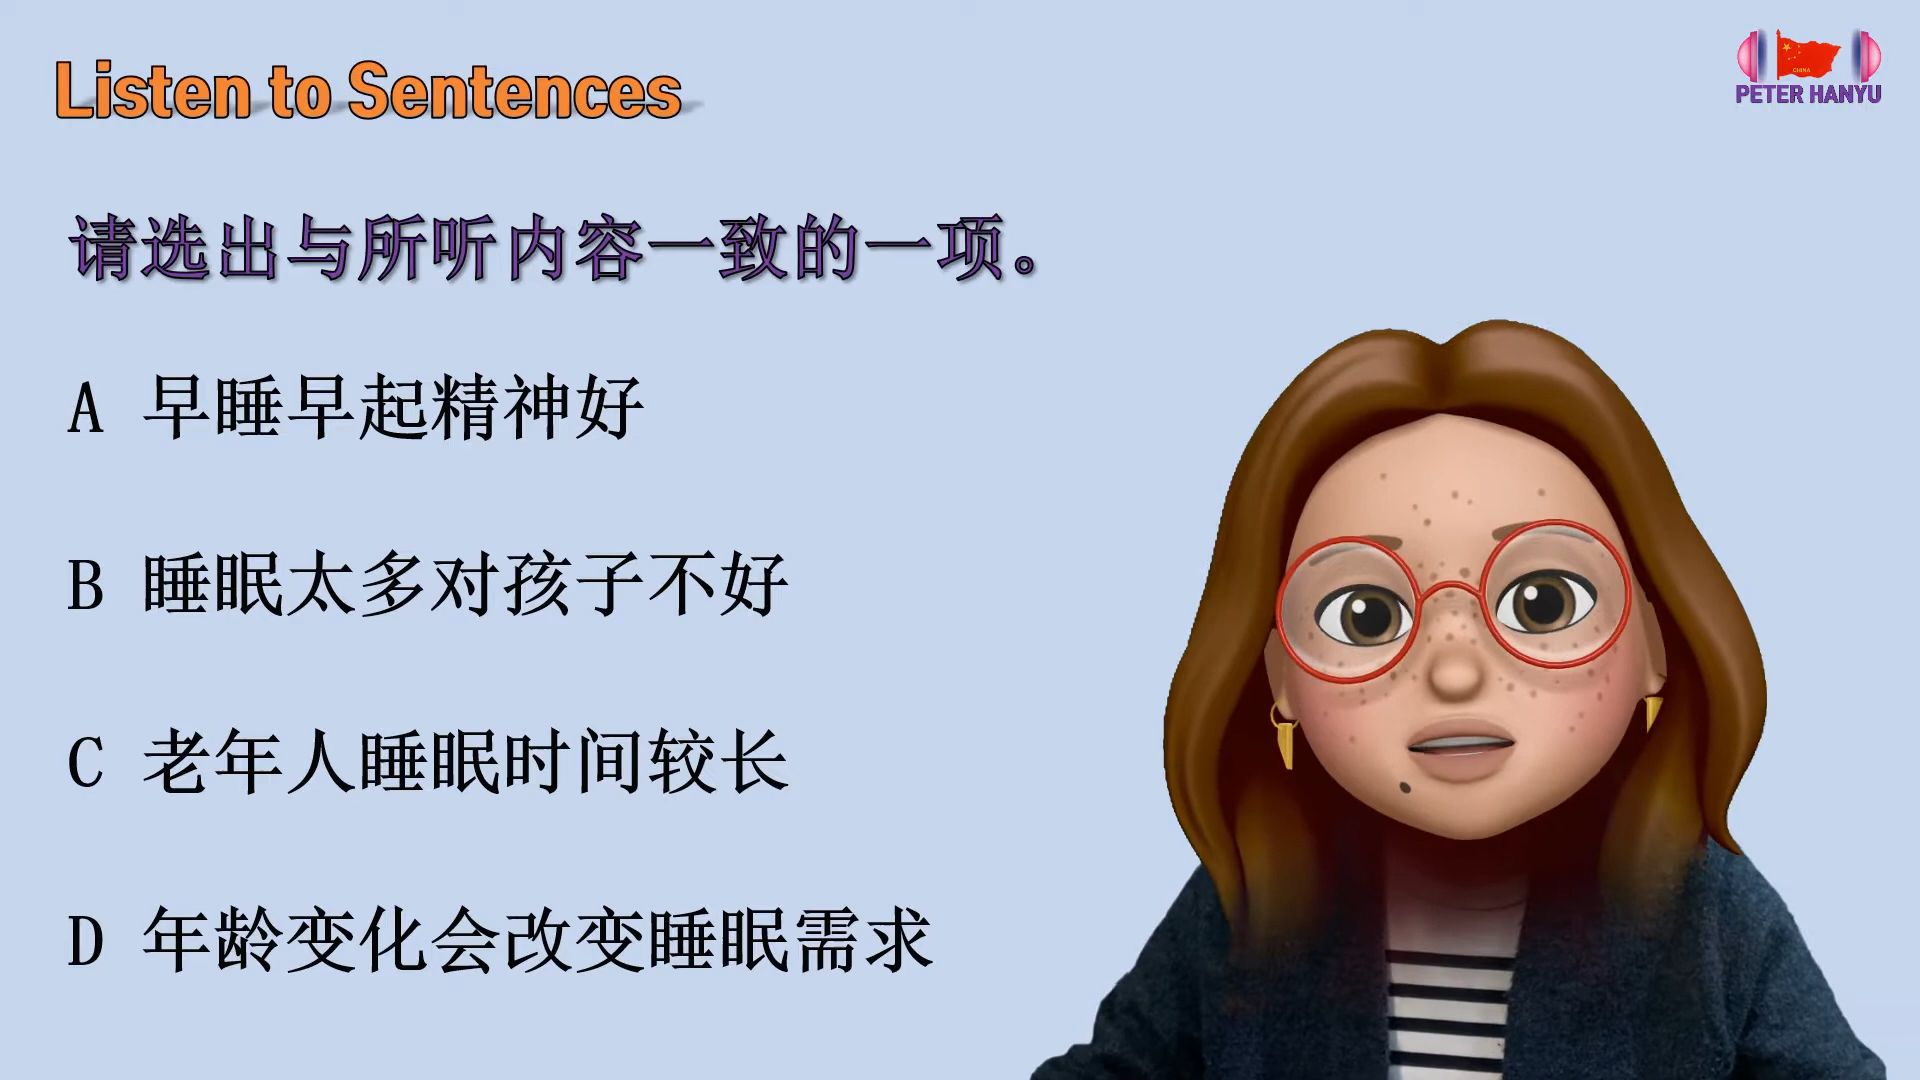 Listen to Sentences
CHINA
PETER HANYU
请选出与所听内容一致的一项。
A 早睡早起精神好
B 睡眠太多对孩子不好
C 老年人睡眠时间较长
D 年龄变化会改变睡眠需求